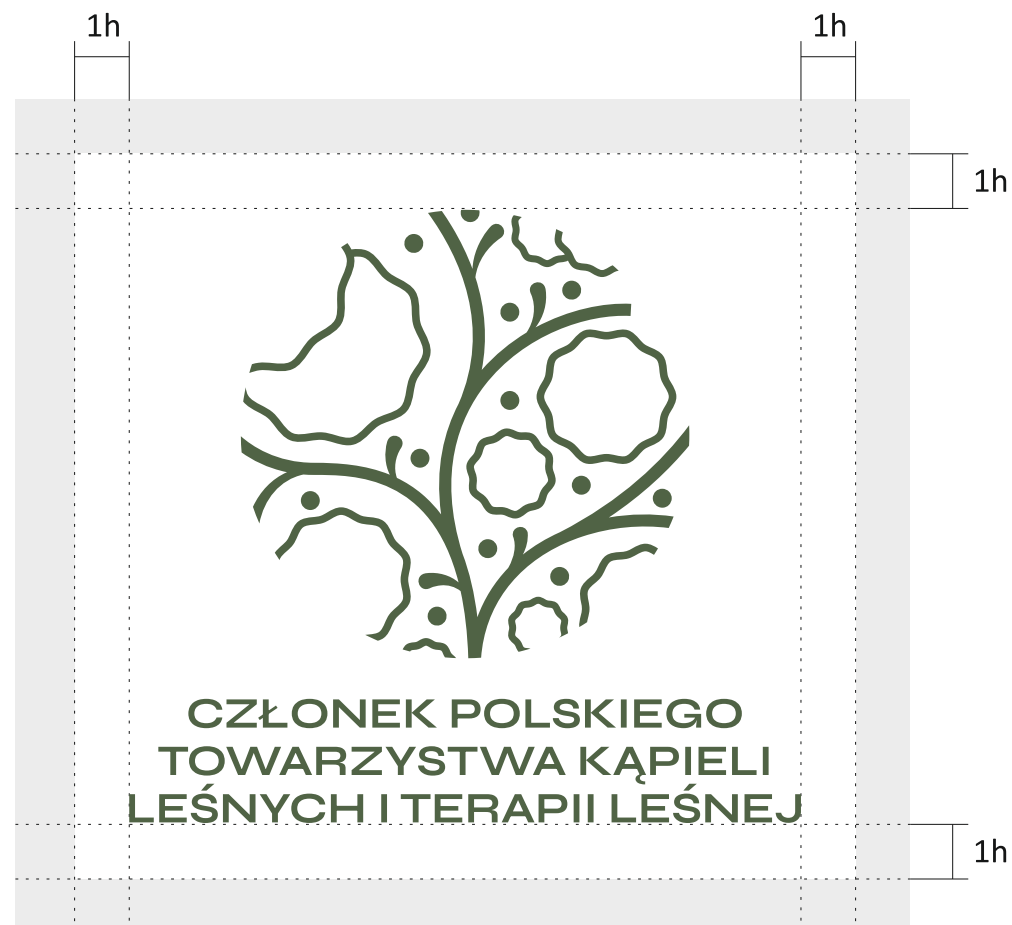 1h 1h
1h
CZŁONEK POLSKIEGO
TOWARZYSTWA KĄPIELI
LEŚNYCH I TERAPII LEŚNEJ
1h